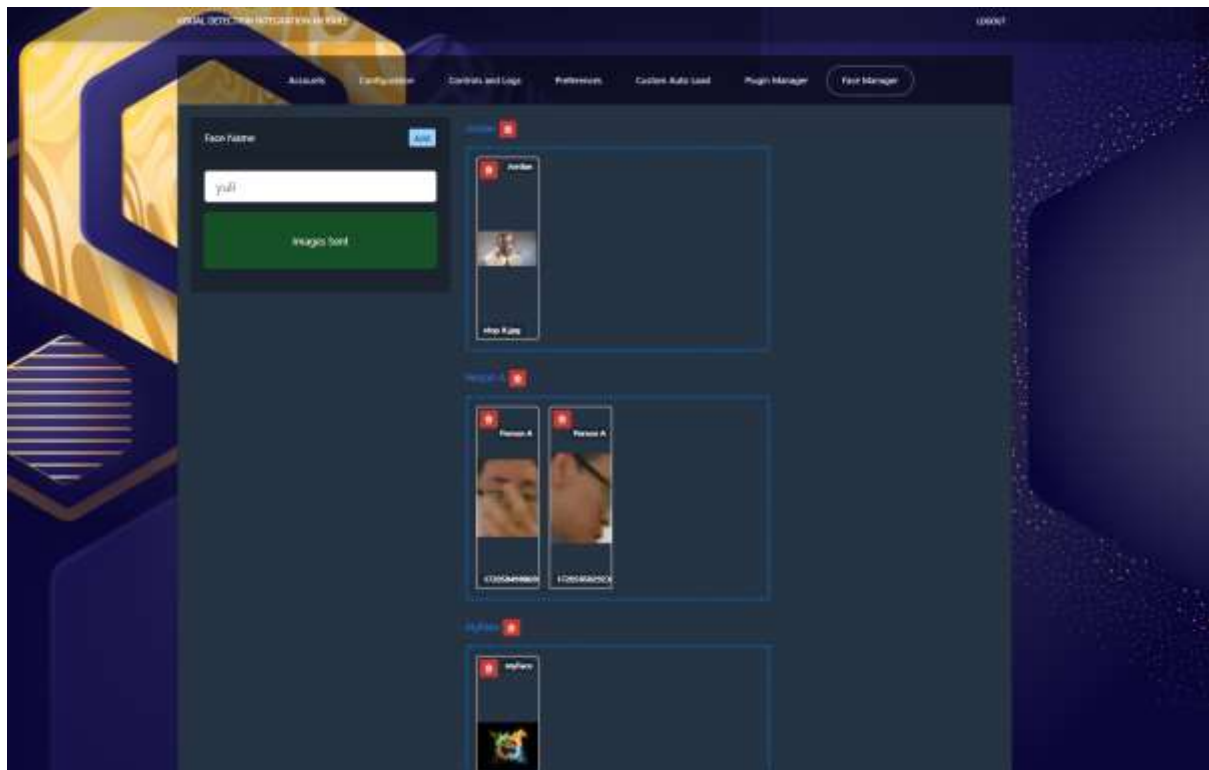 LOGOUT
Accounts Configuration Controls and Logs Preferences Custom Auto Load Plugin Manager Face Manager
Face Name Add
yuli
Images Sent
Jordan
Jordan
Person A
Person A Person A
myface
myface